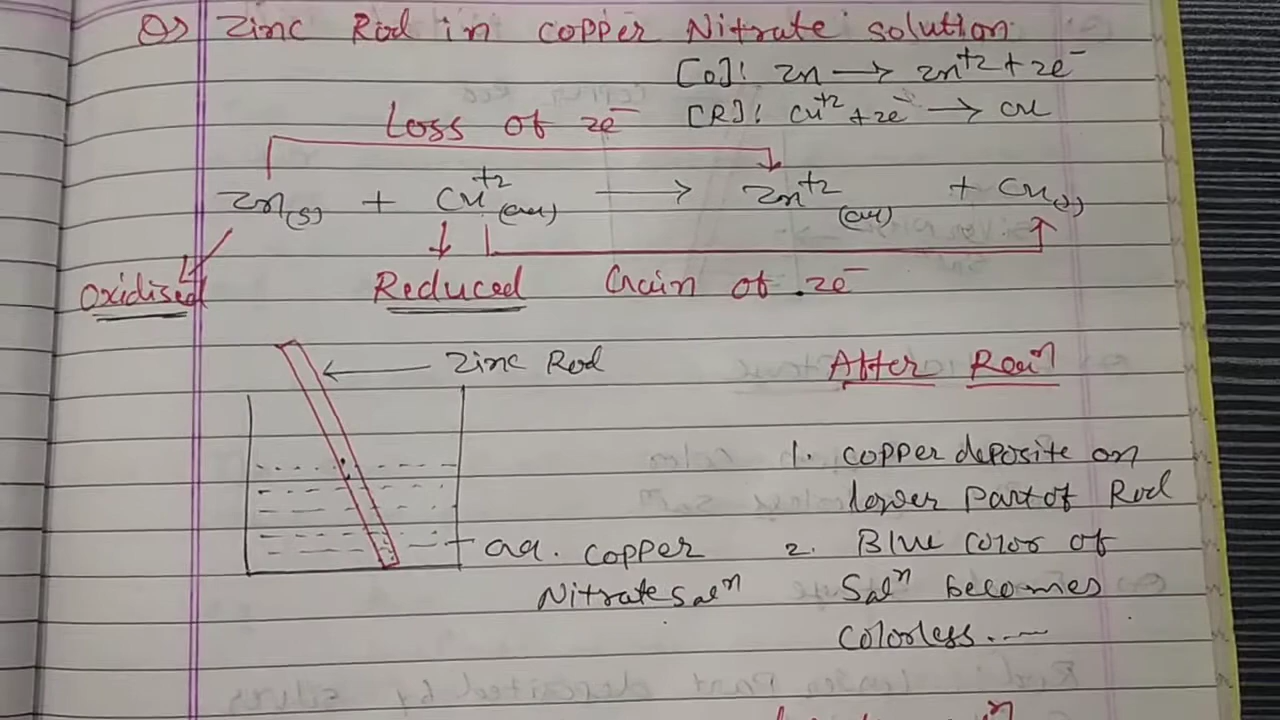 Q> Zinc Rod in copper Nitrate solution
[O]: Zn → Zn⁺² + 2e⁻
[R]: Cu⁺² + 2e⁻ → Cu
Loss of 2e⁻
Zn(s) + Cu⁺²(aq) → Zn⁺²(aq) + Cu(s)
Oxidised Reduced Gain of 2e⁻
Zinc Rod
aq. copper
Nitrate Solⁿ
After Reaⁿ
1. copper deposite on
lower part of Rod
2. Blue color of
Solⁿ becomes
colorless....